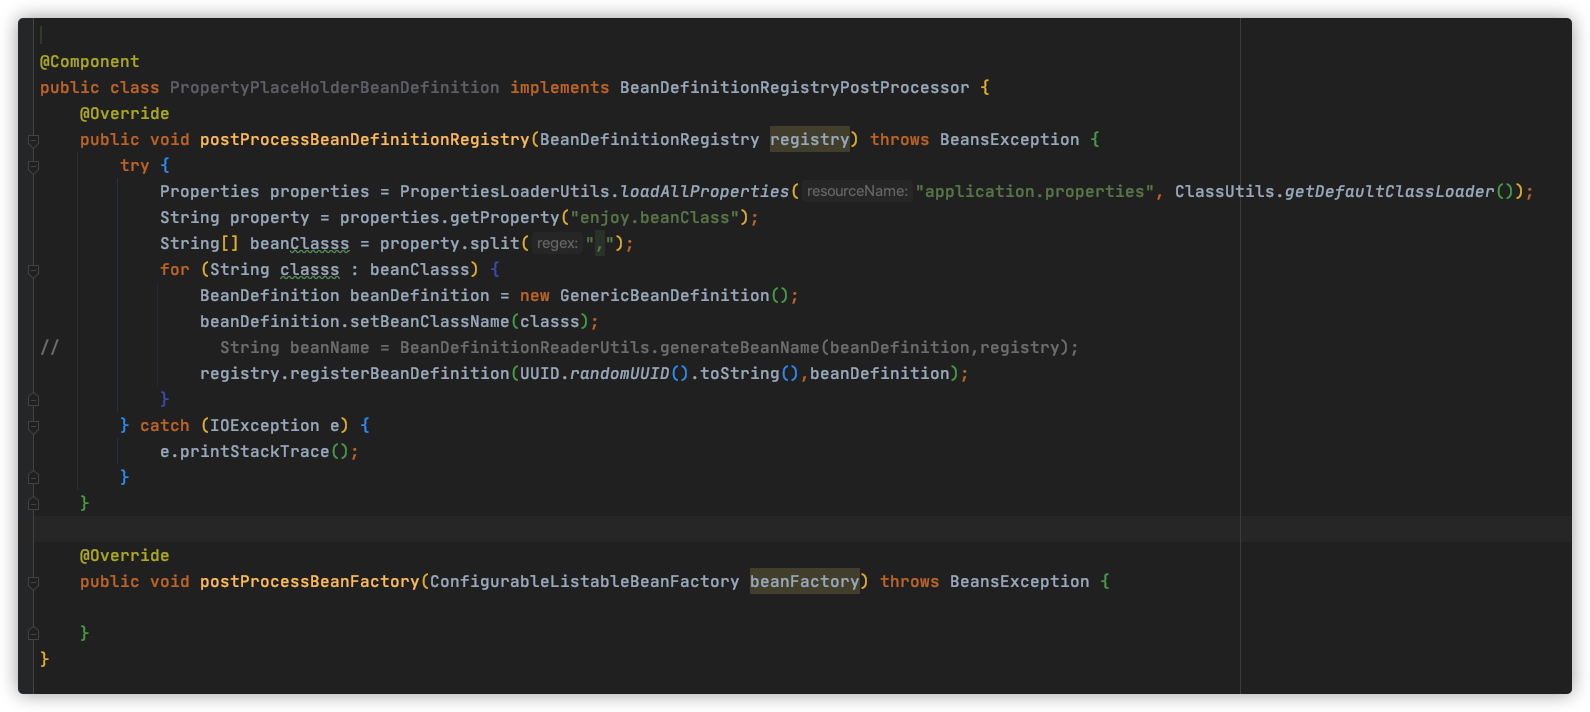 @Component
public class PropertyPlaceHolderBeanDefinition implements BeanDefinitionRegistryPostProcessor {
    @Override
    public void postProcessBeanDefinitionRegistry(BeanDefinitionRegistry registry) throws BeansException {
        try {
            Properties properties = PropertiesLoaderUtils.loadAllProperties( resourceName: "application.properties", ClassUtils.getDefaultClassLoader());
            String property = properties.getProperty("enjoy.beanClass");
            String[] beanClasss = property.split( regex: ",");
            for (String classs : beanClasss) {
                BeanDefinition beanDefinition = new GenericBeanDefinition();
                beanDefinition.setBeanClassName(classs);
//                String beanName = BeanDefinitionReaderUtils.generateBeanName(beanDefinition,registry);
                registry.registerBeanDefinition(UUID.randomUUID().toString(),beanDefinition);
            }
        } catch (IOException e) {
            e.printStackTrace();
        }
    }
    @Override
    public void postProcessBeanFactory(ConfigurableListableBeanFactory beanFactory) throws BeansException {
    }
}